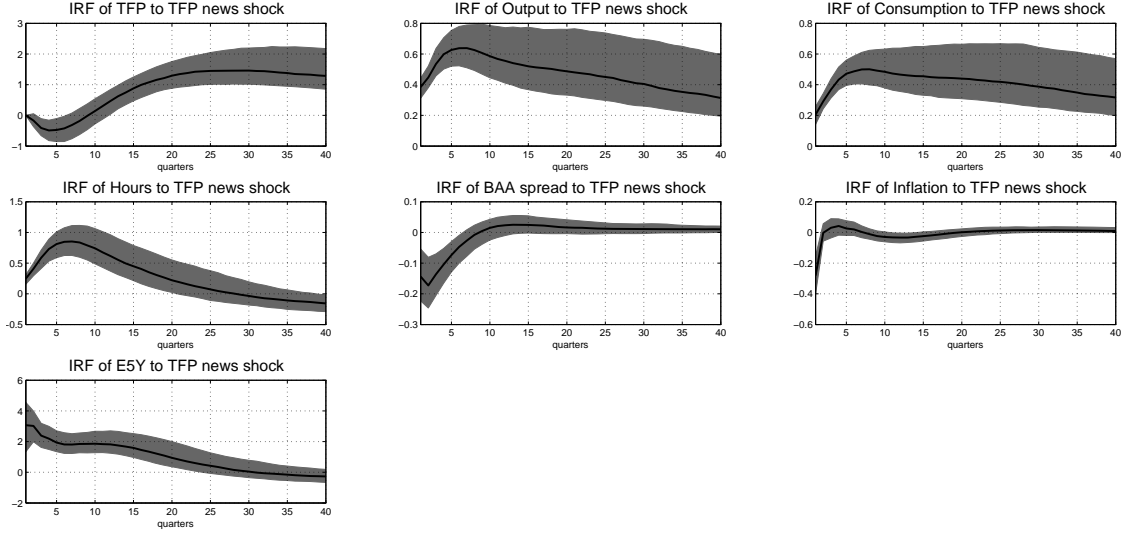 IRF of TFP to TFP news shock
3
2
1
0
−1
5 10 15 20 25 30 35 40
quarters
IRF of Output to TFP news shock
0.8
0.6
0.4
0.2
0
5 10 15 20 25 30 35 40
quarters
IRF of Consumption to TFP news shock
0.8
0.6
0.4
0.2
0
5 10 15 20 25 30 35 40
quarters
IRF of Hours to TFP news shock
1.5
1
0.5
0
−0.5
5 10 15 20 25 30 35 40
quarters
IRF of BAA spread to TFP news shock
0.1
0
−0.1
−0.2
−0.3
5 10 15 20 25 30 35 40
quarters
IRF of Inflation to TFP news shock
0.2
0
−0.2
−0.4
−0.6
5 10 15 20 25 30 35 40
quarters
IRF of E5Y to TFP news shock
6
4
2
0
−2
5 10 15 20 25 30 35 40
quarters